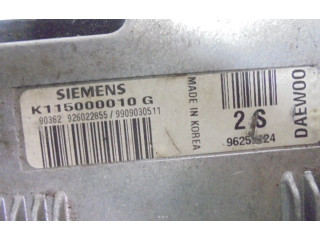 SIEMENS
K115000010 G
90362 926022855 / 9909030511
MADE IN KOREA
2 S
DAEWOO